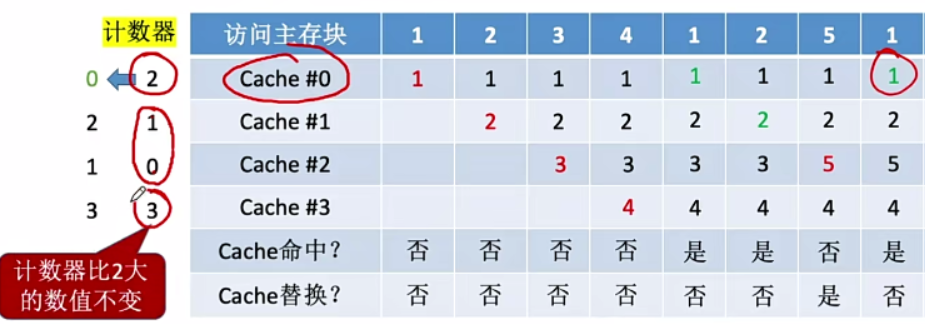 计数器 访问主存块 1 2 3 4 1 2 5 1
0 2 Cache #0 1 1 1 1 1 1 1 1
2 1 Cache #1 2 2 2 2 2 2 2
1 0 Cache #2 3 3 3 3 5 5
3 3 Cache #3 4 4 4 4 4
Cache命中？ 否 否 否 否 是 是 否 是
Cache替换？ 否 否 否 否 否 否 是 否
计数器比2大
的数值不变